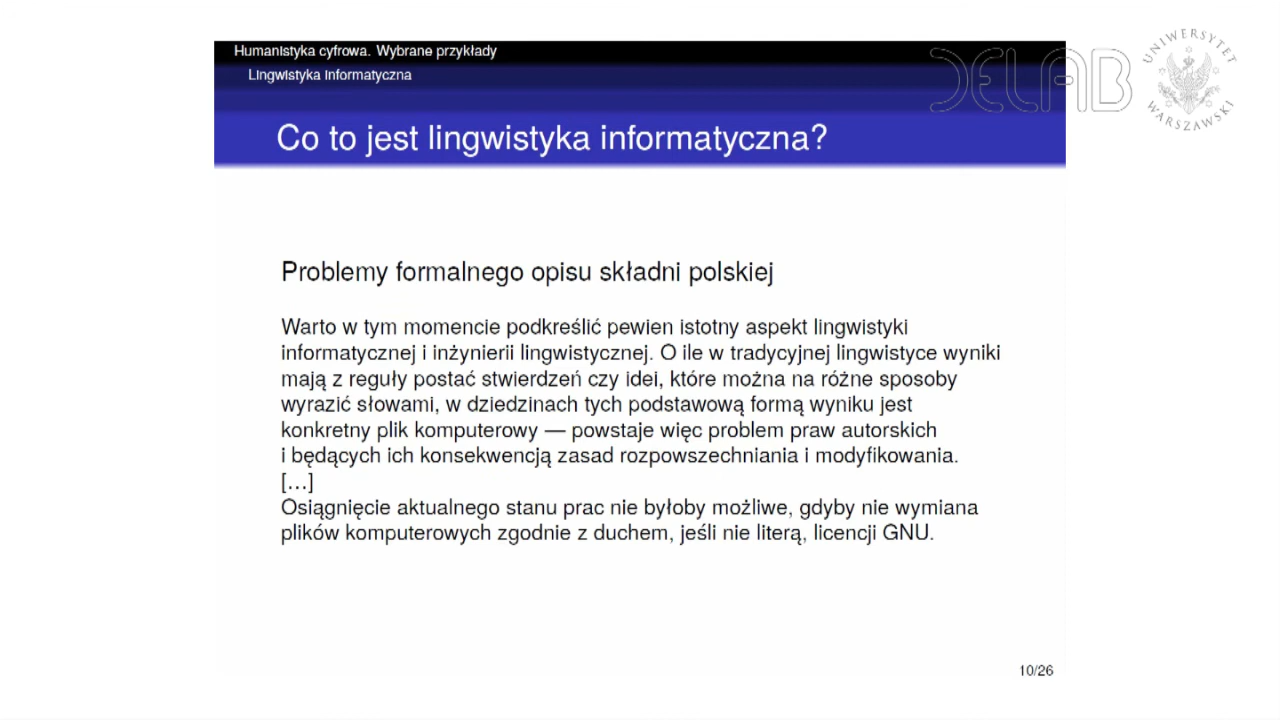 Humanistyka cyfrowa. Wybrane przykłady
Lingwistyka informatyczna
DELAB
UNIWERSYTET
WARSZAWSKI
Co to jest lingwistyka informatyczna?
Problemy formalnego opisu składni polskiej
Warto w tym momencie podkreślić pewien istotny aspekt lingwistyki
informatycznej i inżynierii lingwistycznej. O ile w tradycyjnej lingwistyce wyniki
mają z reguły postać stwierdzeń czy idei, które można na różne sposoby
wyrazić słowami, w dziedzinach tych podstawową formą wyniku jest
konkretny plik komputerowy — powstaje więc problem praw autorskich
i będących ich konsekwencją zasad rozpowszechniania i modyfikowania.
[...]
Osiągnięcie aktualnego stanu prac nie byłoby możliwe, gdyby nie wymiana
plików komputerowych zgodnie z duchem, jeśli nie literą, licencji GNU.
10/26